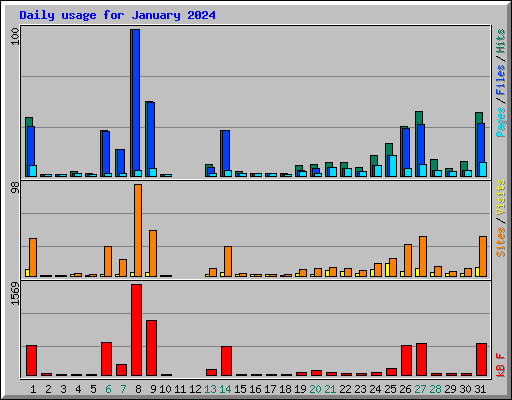 Daily usage for January 2024
100
98
1569
Pages / Files / Hits
Sites / Visits
kB F
1 2 3 4 5 6 7 8 9 10 11 12 13 14 15 16 17 18 19 20 21 22 23 24 25 26 27 28 29 30 31